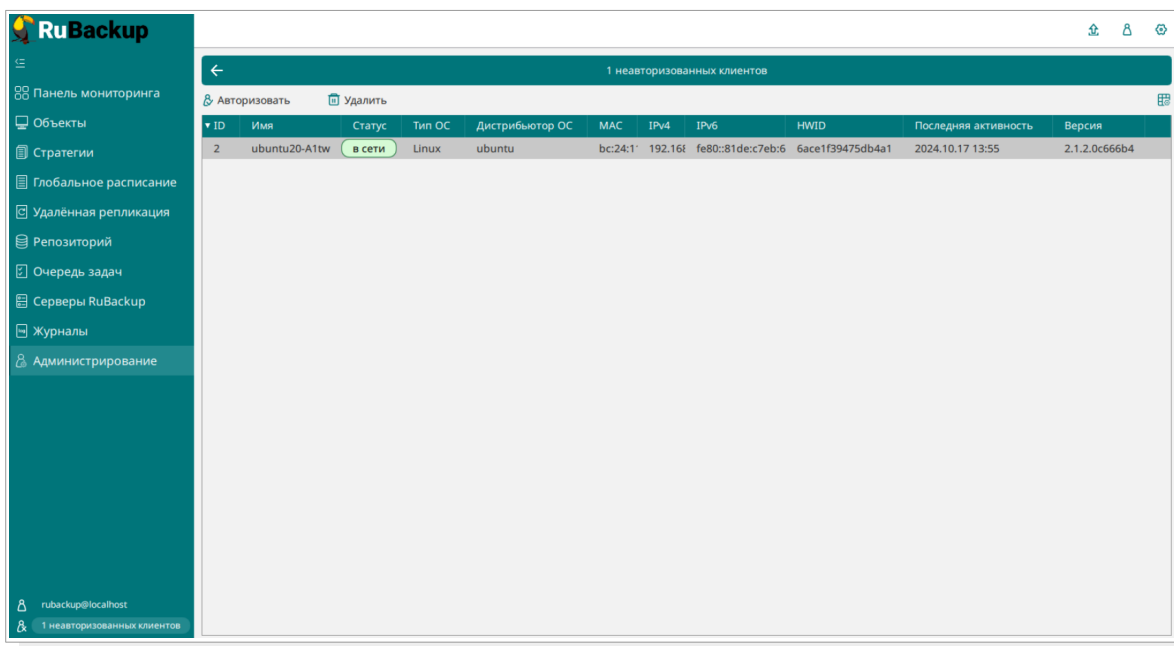 RuBackup
1 неавторизованных клиентов
Панель мониторинга
Объекты
Стратегии
Глобальное расписание
Удалённая репликация
Репозиторий
Очередь задач
Серверы RuBackup
Журналы
Администрирование
Авторизовать Удалить
ID Имя Статус Тип ОС Дистрибьютор ОС MAC IPv4 IPv6 HWID Последняя активность Версия
2 ubuntu20-A1tw в сети Linux ubuntu bc:24:1 192.168 fe80::81de:c7eb:6 6ace1f39475db4a1 2024.10.17 13:55 2.1.2.0c666b4
rubackup@localhost
1 неавторизованных клиентов